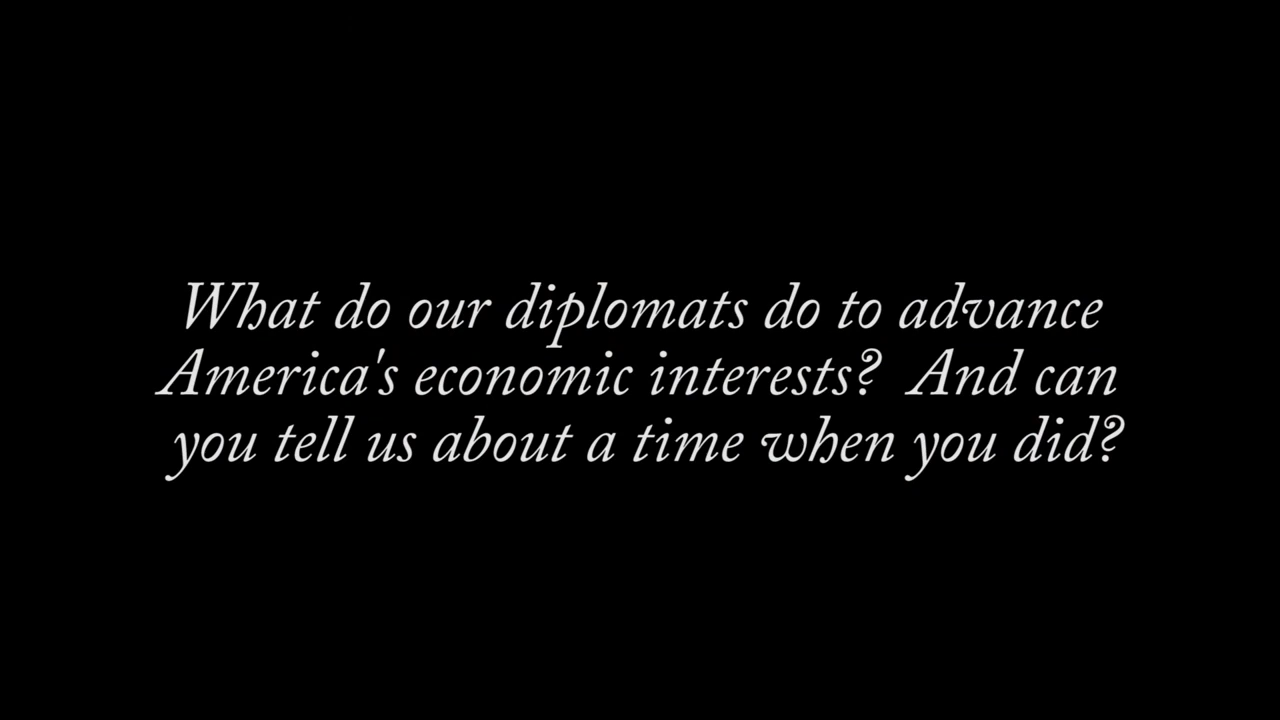 What do our diplomats do to advance
America's economic interests?  And can
you tell us about a time when you did?